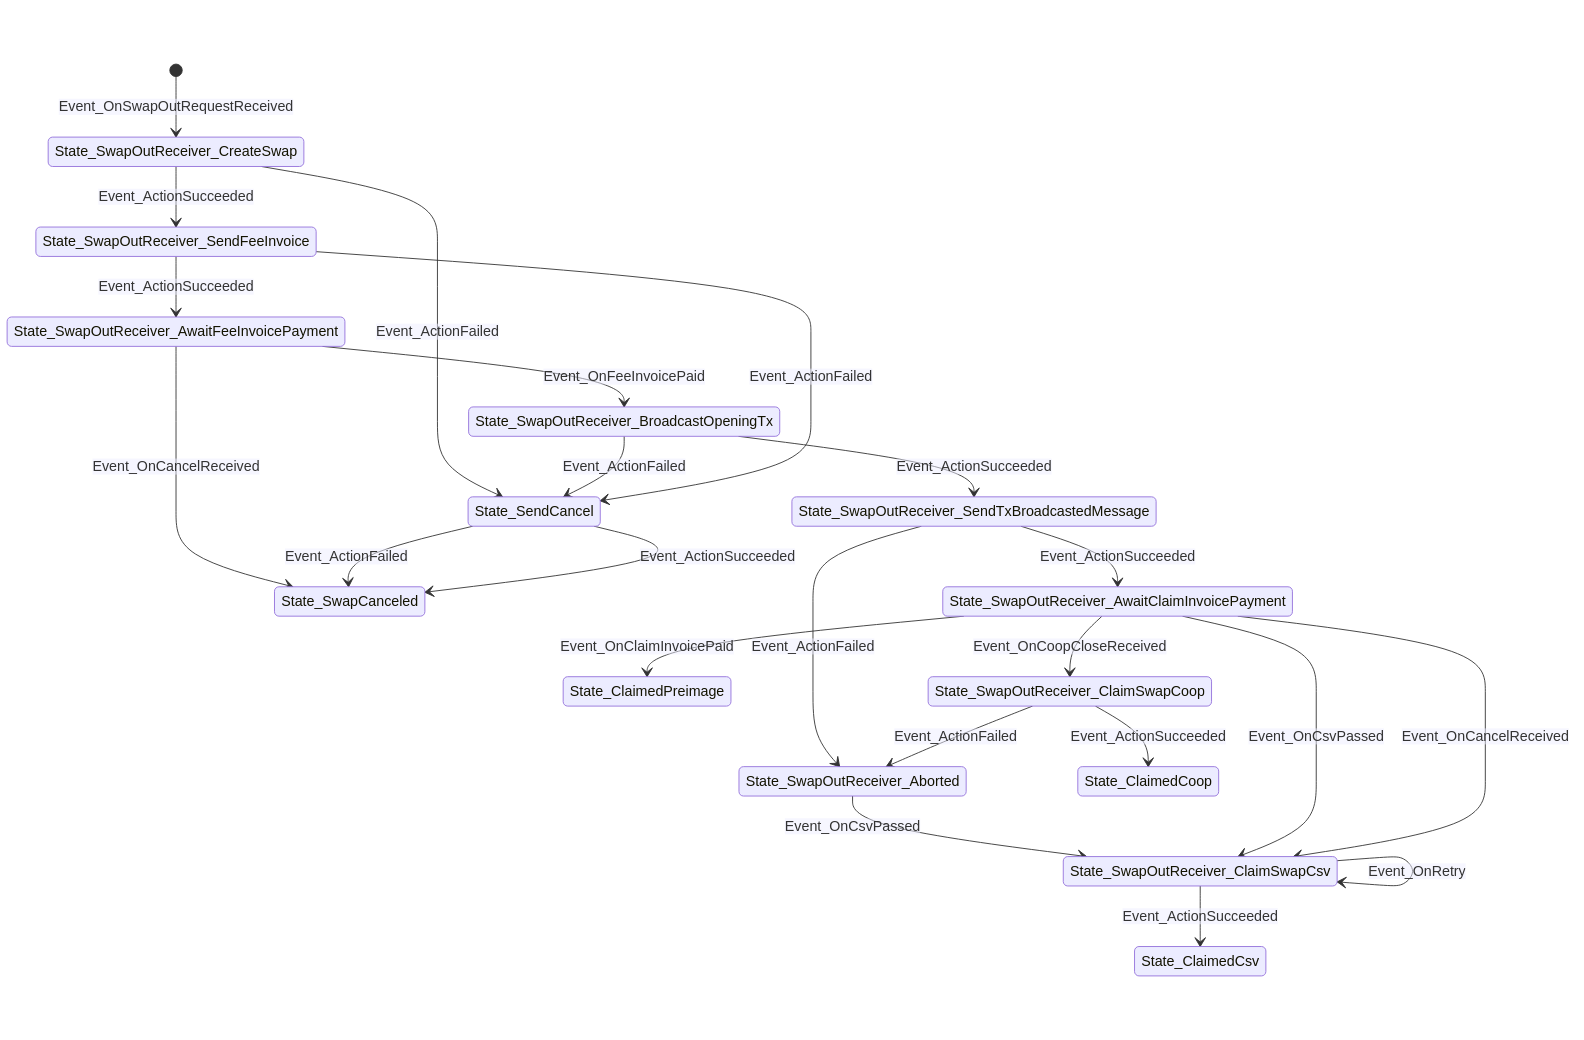 Event_OnSwapOutRequestReceived
State_SwapOutReceiver_CreateSwap
Event_ActionSucceeded
State_SwapOutReceiver_SendFeeInvoice
Event_ActionSucceeded
State_SwapOutReceiver_AwaitFeeInvoicePayment
Event_ActionFailed
Event_OnFeeInvoicePaid
Event_ActionFailed
State_SwapOutReceiver_BroadcastOpeningTx
Event_OnCancelReceived
Event_ActionFailed
Event_ActionSucceeded
State_SendCancel
State_SwapOutReceiver_SendTxBroadcastedMessage
Event_ActionFailed
Event_ActionSucceeded
Event_ActionSucceeded
State_SwapCanceled
State_SwapOutReceiver_AwaitClaimInvoicePayment
Event_OnClaimInvoicePaid
Event_ActionFailed
Event_OnCoopCloseReceived
State_ClaimedPreimage
State_SwapOutReceiver_ClaimSwapCoop
Event_ActionFailed
Event_ActionSucceeded
Event_OnCsvPassed
Event_OnCancelReceived
State_SwapOutReceiver_Aborted
State_ClaimedCoop
Event_OnCsvPassed
State_SwapOutReceiver_ClaimSwapCsv
Event_OnRetry
Event_ActionSucceeded
State_ClaimedCsv